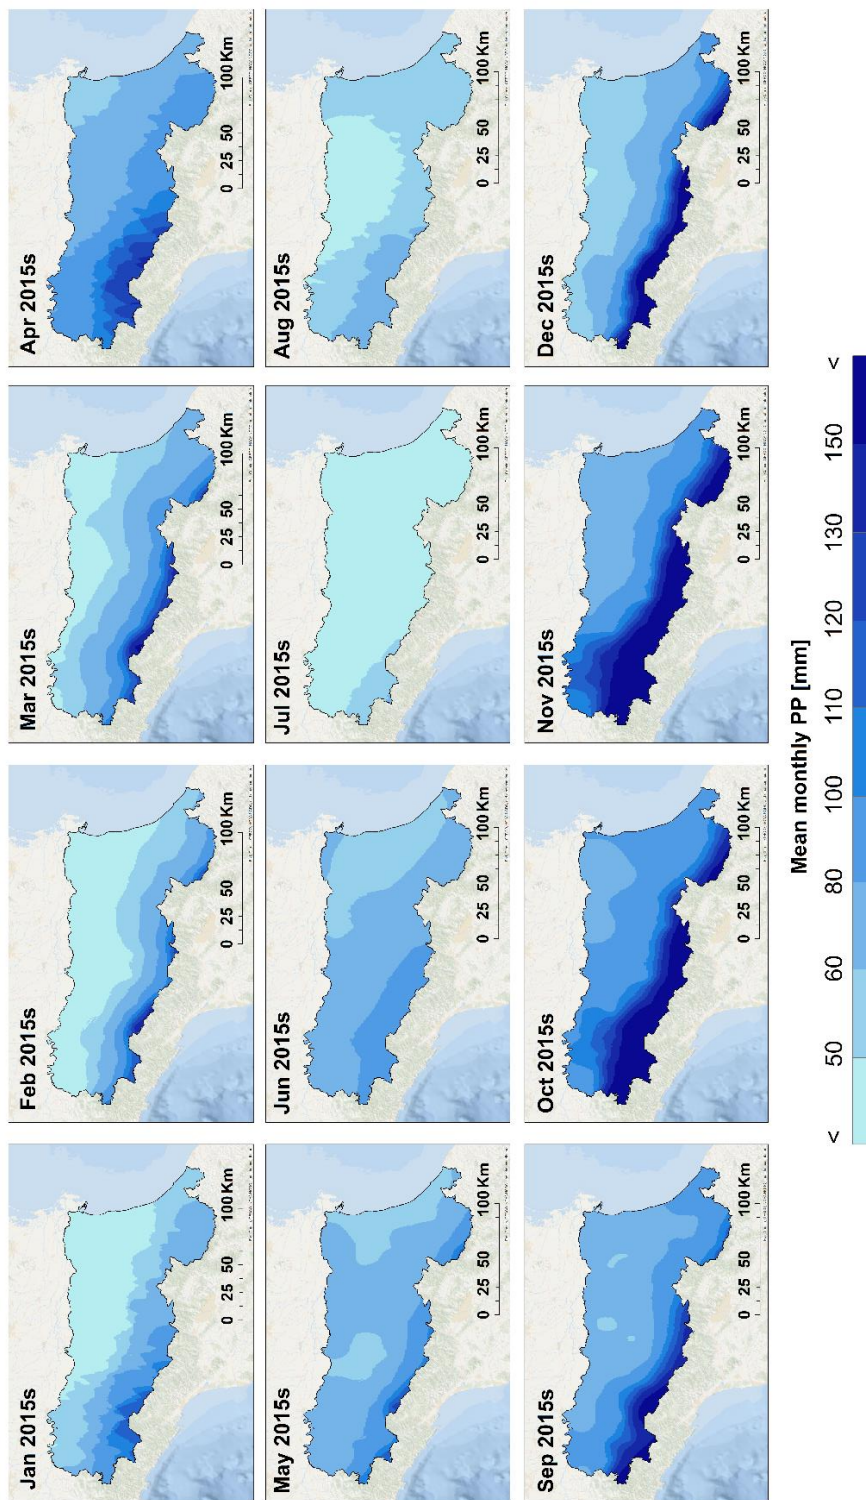 Jan 2015s
0 25 50 100 Km
Feb 2015s
0 25 50 100 Km
Mar 2015s
0 25 50 100 Km
Apr 2015s
0 25 50 100 Km
May 2015s
0 25 50 100 Km
Jun 2015s
0 25 50 100 Km
Jul 2015s
0 25 50 100 Km
Aug 2015s
0 25 50 100 Km
Sep 2015s
0 25 50 100 Km
Oct 2015s
0 25 50 100 Km
Nov 2015s
0 25 50 100 Km
Dec 2015s
0 25 50 100 Km
Mean monthly PP [mm]
< 50 60 80 100 110 120 130 150 <